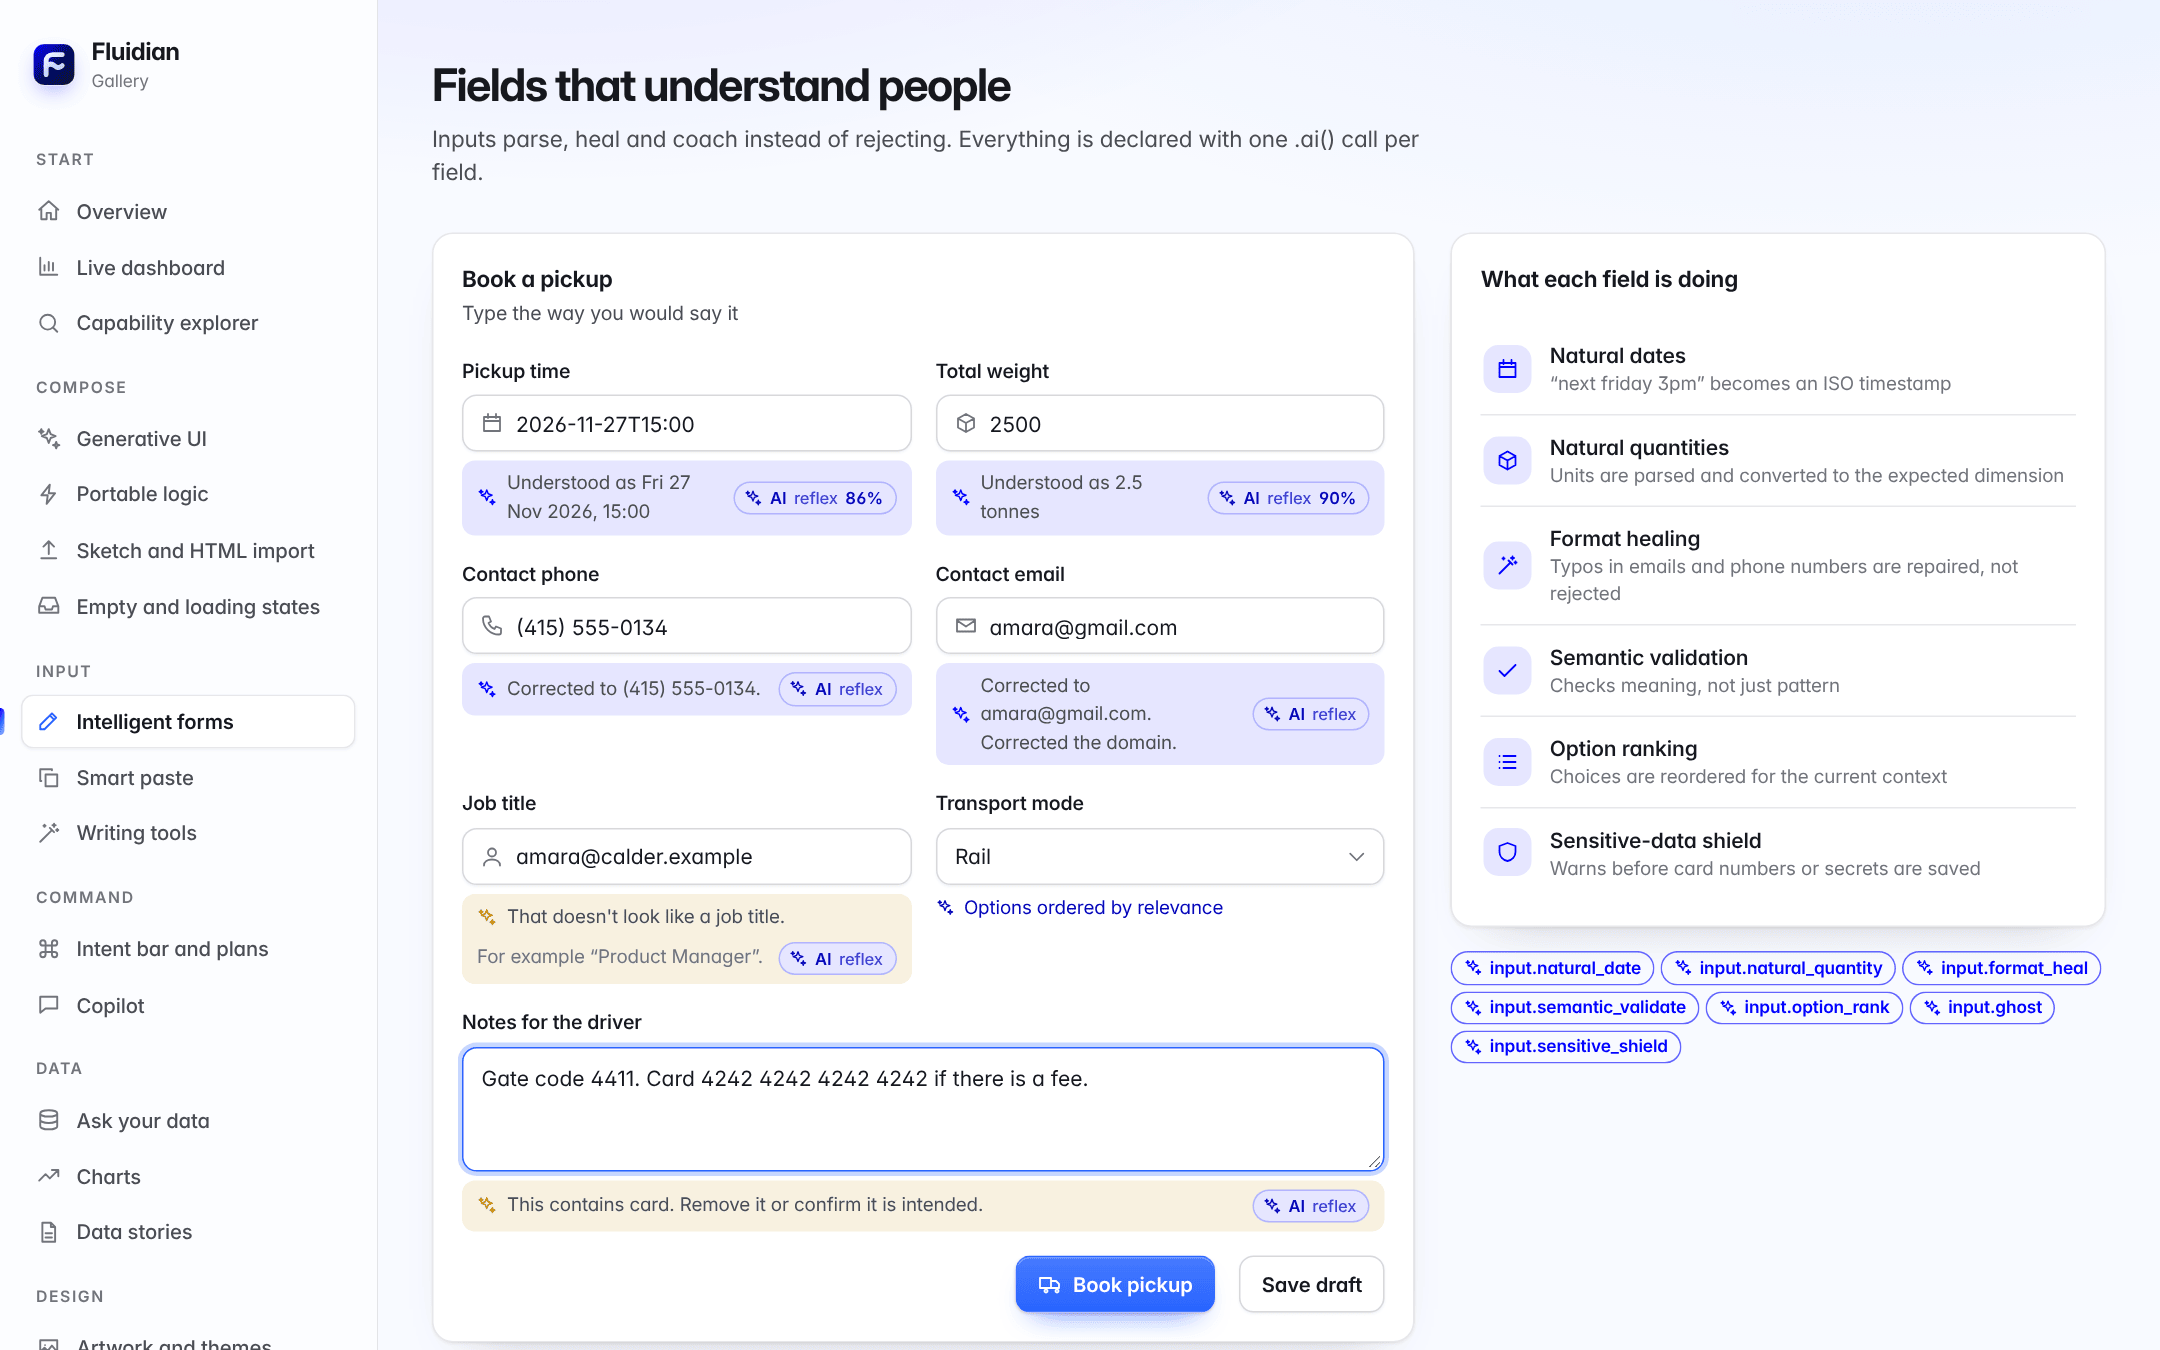 Fluidian
Gallery
START
Overview
Live dashboard
Capability explorer
COMPOSE
Generative UI
Portable logic
Sketch and HTML import
Empty and loading states
INPUT
Intelligent forms
Smart paste
Writing tools
COMMAND
Intent bar and plans
Copilot
DATA
Ask your data
Charts
Data stories
DESIGN
Artwork and themes
Fields that understand people
Inputs parse, heal and coach instead of rejecting. Everything is declared with one .ai() call per
field.
Book a pickup
Type the way you would say it
Pickup time
2026-11-27T15:00
Understood as Fri 27
Nov 2026, 15:00
AI reflex 86%
Total weight
2500
Understood as 2.5
tonnes
AI reflex 90%
Contact phone
(415) 555-0134
Corrected to (415) 555-0134.
AI reflex
Contact email
amara@gmail.com
Corrected to
amara@gmail.com.
Corrected the domain.
AI reflex
Job title
amara@calder.example
That doesn't look like a job title.
For example “Product Manager”.
AI reflex
Transport mode
Rail
Options ordered by relevance
Notes for the driver
Gate code 4411. Card 4242 4242 4242 4242 if there is a fee.
This contains card. Remove it or confirm it is intended.
AI reflex
Book pickup
Save draft
What each field is doing
Natural dates
“next friday 3pm” becomes an ISO timestamp
Natural quantities
Units are parsed and converted to the expected dimension
Format healing
Typos in emails and phone numbers are repaired, not
rejected
Semantic validation
Checks meaning, not just pattern
Option ranking
Choices are reordered for the current context
Sensitive-data shield
Warns before card numbers or secrets are saved
input.natural_date
input.natural_quantity
input.format_heal
input.semantic_validate
input.option_rank
input.ghost
input.sensitive_shield